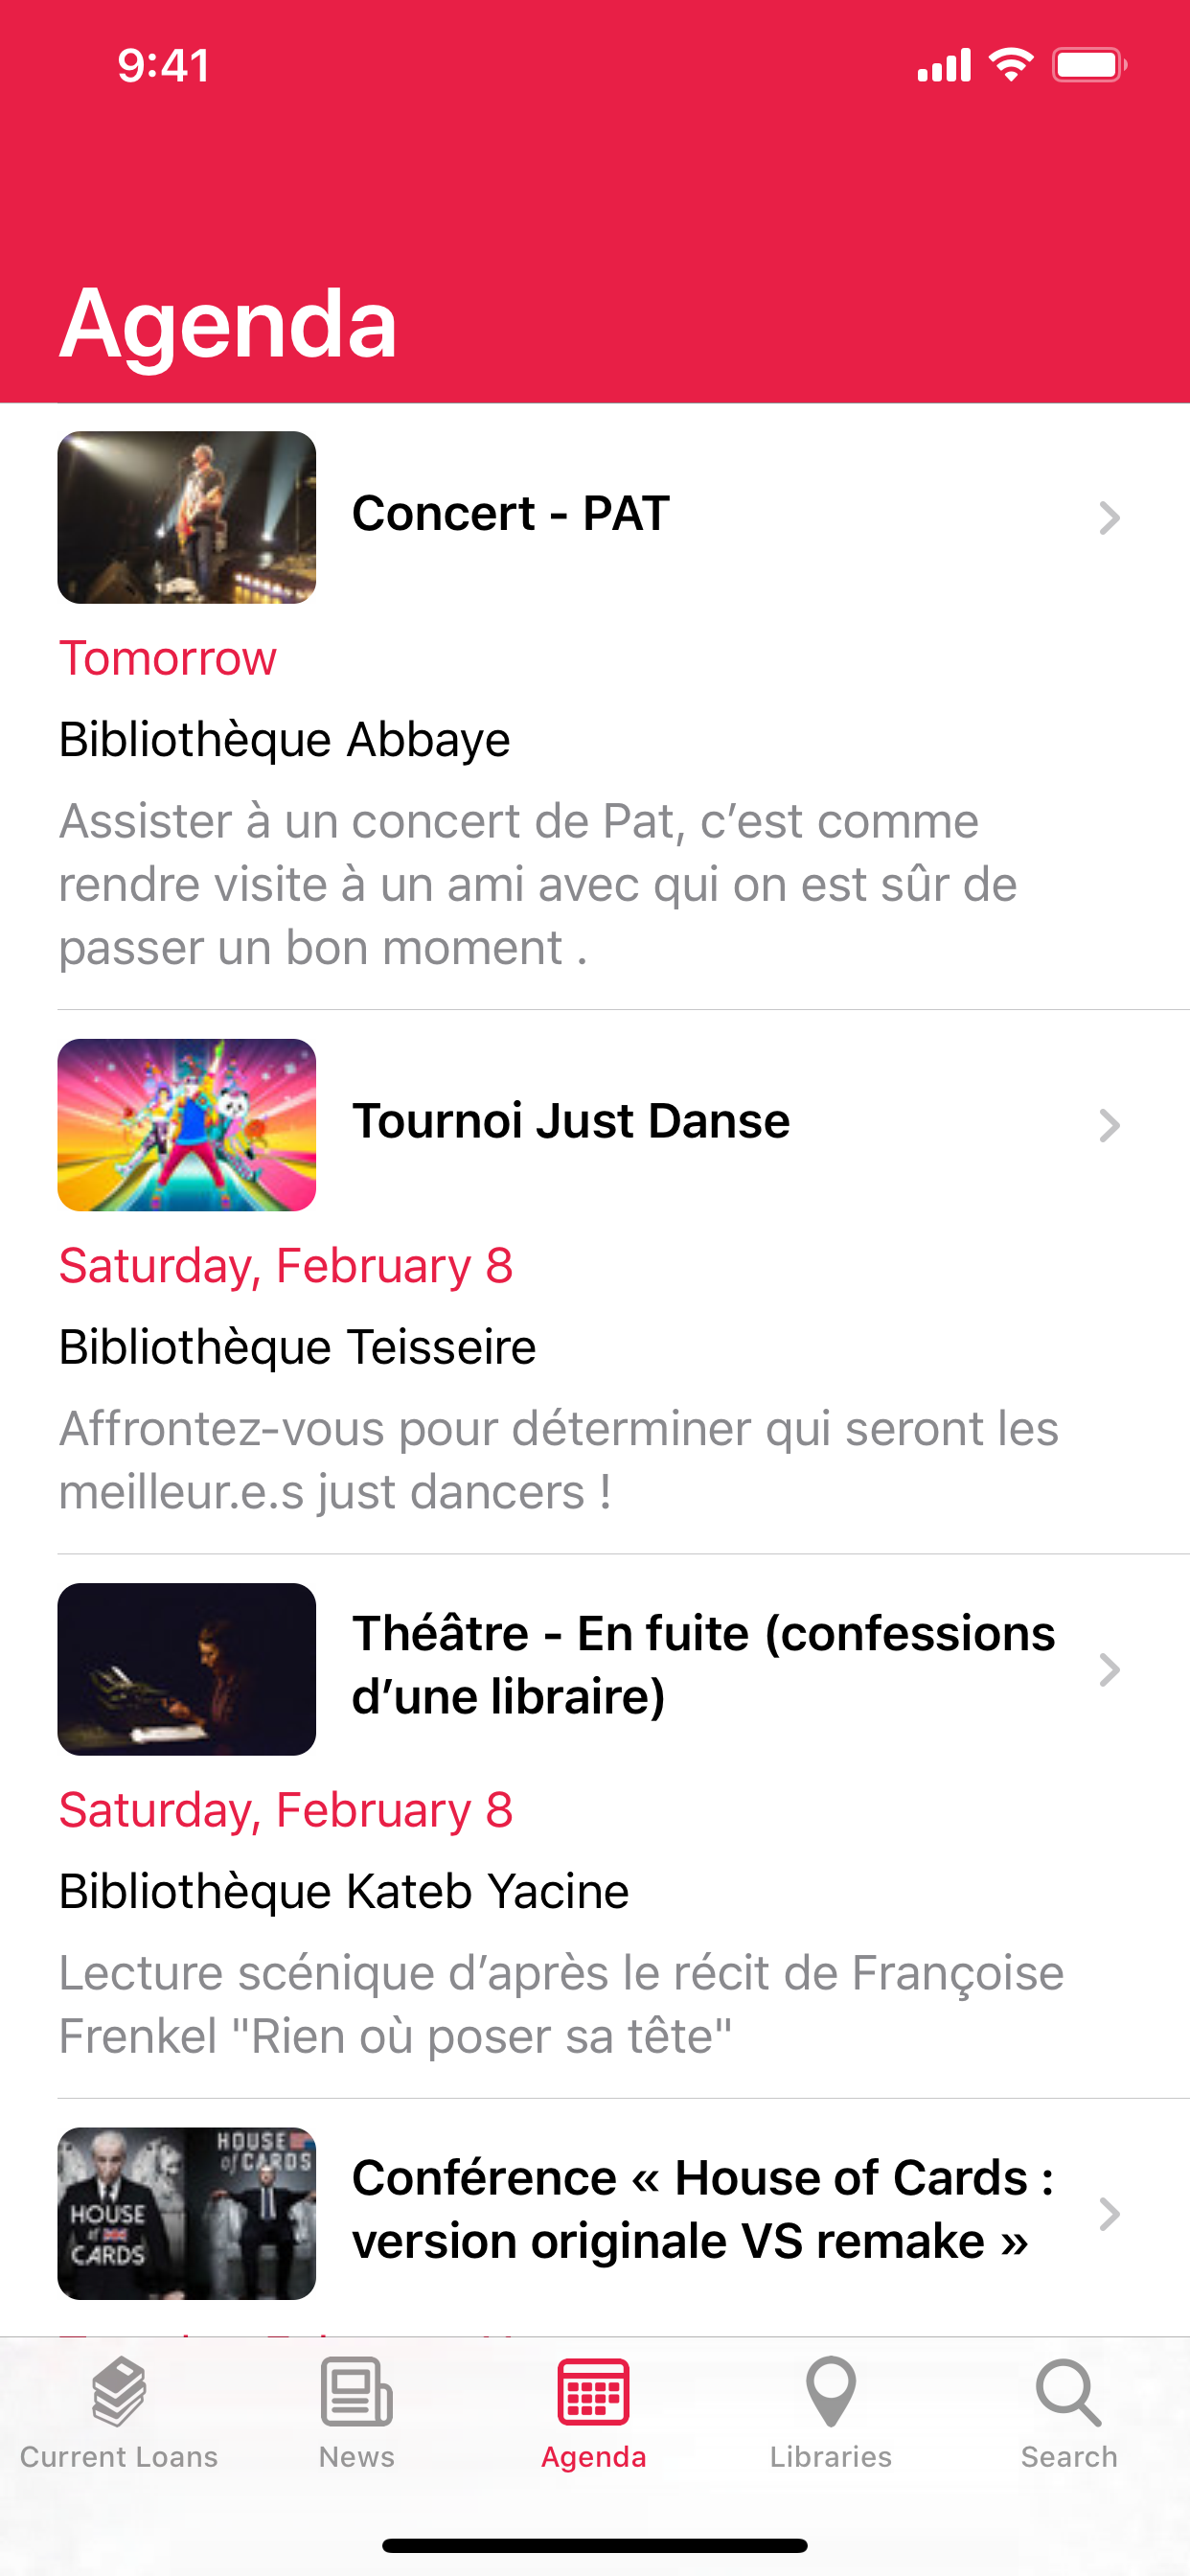 9:41
Agenda
Concert - PAT
Tomorrow
Bibliothèque Abbaye
Assister à un concert de Pat, c’est comme
rendre visite à un ami avec qui on est sûr de
passer un bon moment .
Tournoi Just Danse
Saturday, February 8
Bibliothèque Teisseire
Affrontez-vous pour déterminer qui seront les
meilleur.e.s just dancers !
Théâtre - En fuite (confessions
d’une libraire)
Saturday, February 8
Bibliothèque Kateb Yacine
Lecture scénique d’après le récit de Françoise
Frenkel "Rien où poser sa tête"
HOUSE
of CARDS
HOUSE
of
CARDS
Conférence « House of Cards :
version originale VS remake »
Current Loans
News
Agenda
Libraries
Search